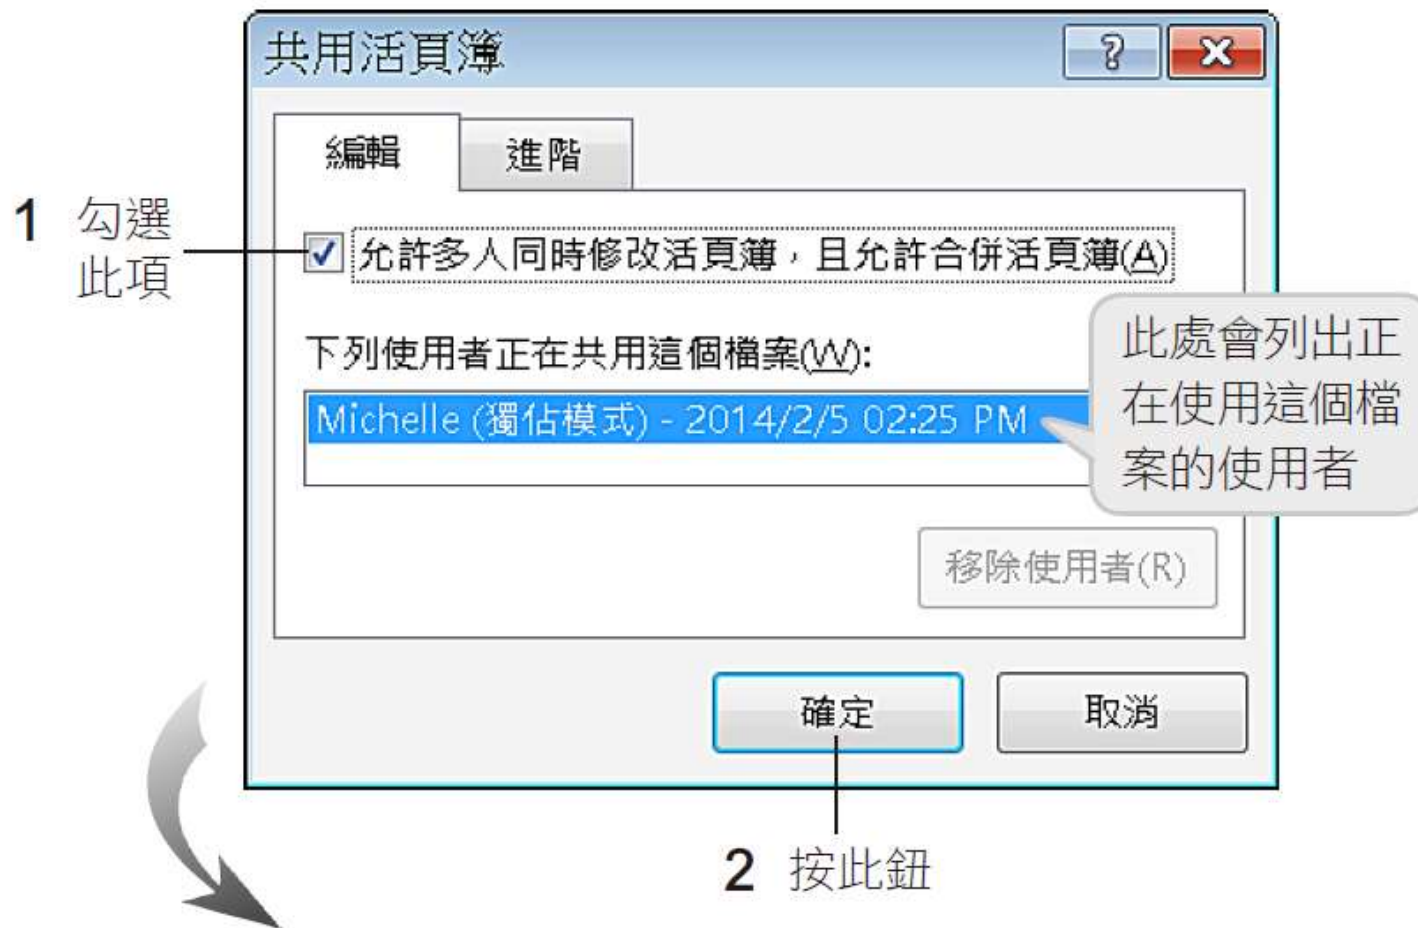 共用活頁簿
編輯 進階
1 勾選
此項
允許多人同時修改活頁簿,且允許合併活頁簿(A)
下列使用者正在共用這個檔案(W):
Michelle (獨佔模式) - 2014/2/5 02:25 PM
此處會列出正
在使用這個檔
案的使用者
移除使用者(R)
確定 取消
2 按此鈕